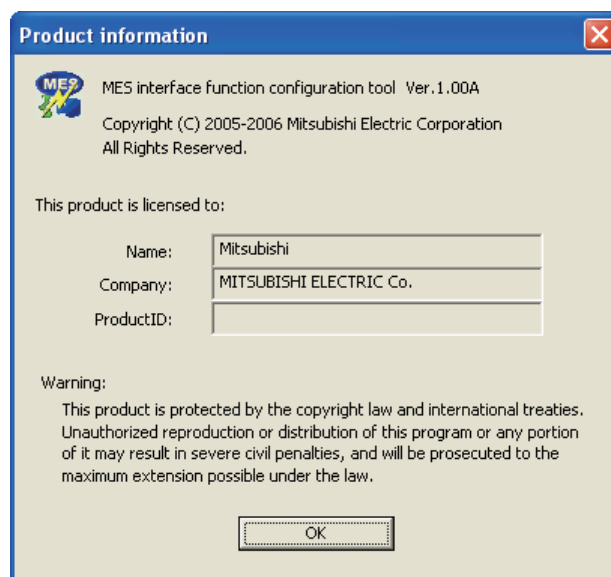 Product information
MES
MES interface function configuration tool Ver.1.00A
Copyright (C) 2005-2006 Mitsubishi Electric Corporation
All Rights Reserved.
This product is licensed to:
Name: Mitsubishi
Company: MITSUBISHI ELECTRIC Co.
ProductID:
Warning:
This product is protected by the copyright law and international treaties.
Unauthorized reproduction or distribution of this program or any portion
of it may result in severe civil penalties, and will be prosecuted to the
maximum extension possible under the law.
OK